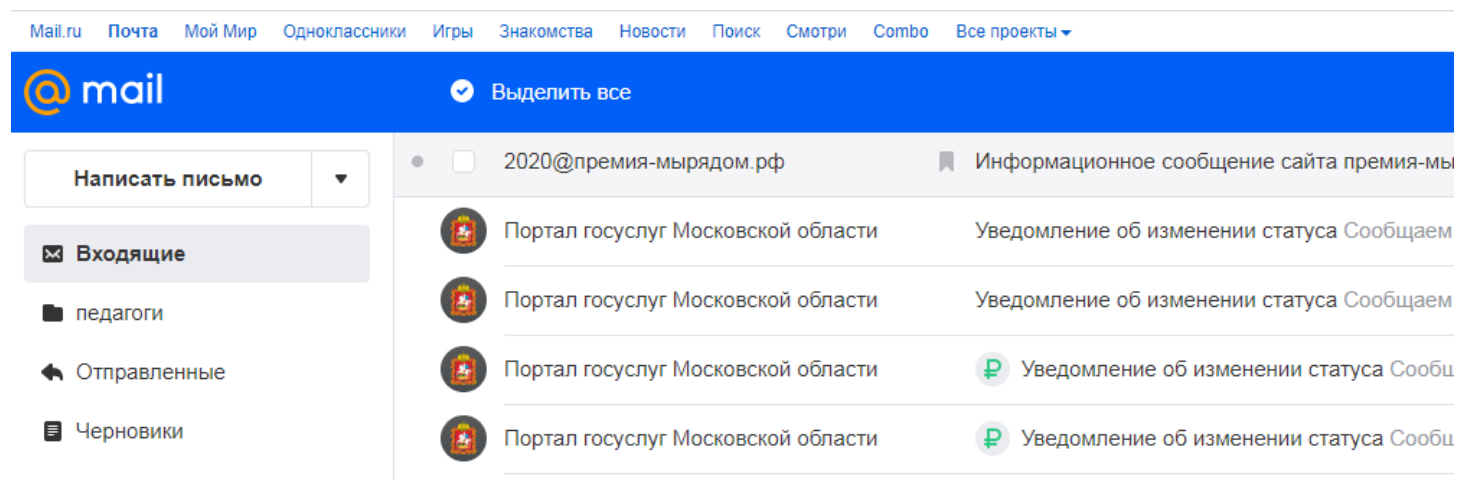 Mail.ru Почта Мой Мир Одноклассники Игры Знакомства Новости Поиск Смотри Combo Все проекты
@ mail Выделить все
Написать письмо
2020@премия-мырядом.рф Информационное сообщение сайта премия-мы
Портал госуслуг Московской области Уведомление об изменении статуса Сообщаем
Входящие
Портал госуслуг Московской области Уведомление об изменении статуса Сообщаем
педагоги
Портал госуслуг Московской области ₽ Уведомление об изменении статуса Сообщ
Отправленные
Портал госуслуг Московской области ₽ Уведомление об изменении статуса Сообщ
Черновики